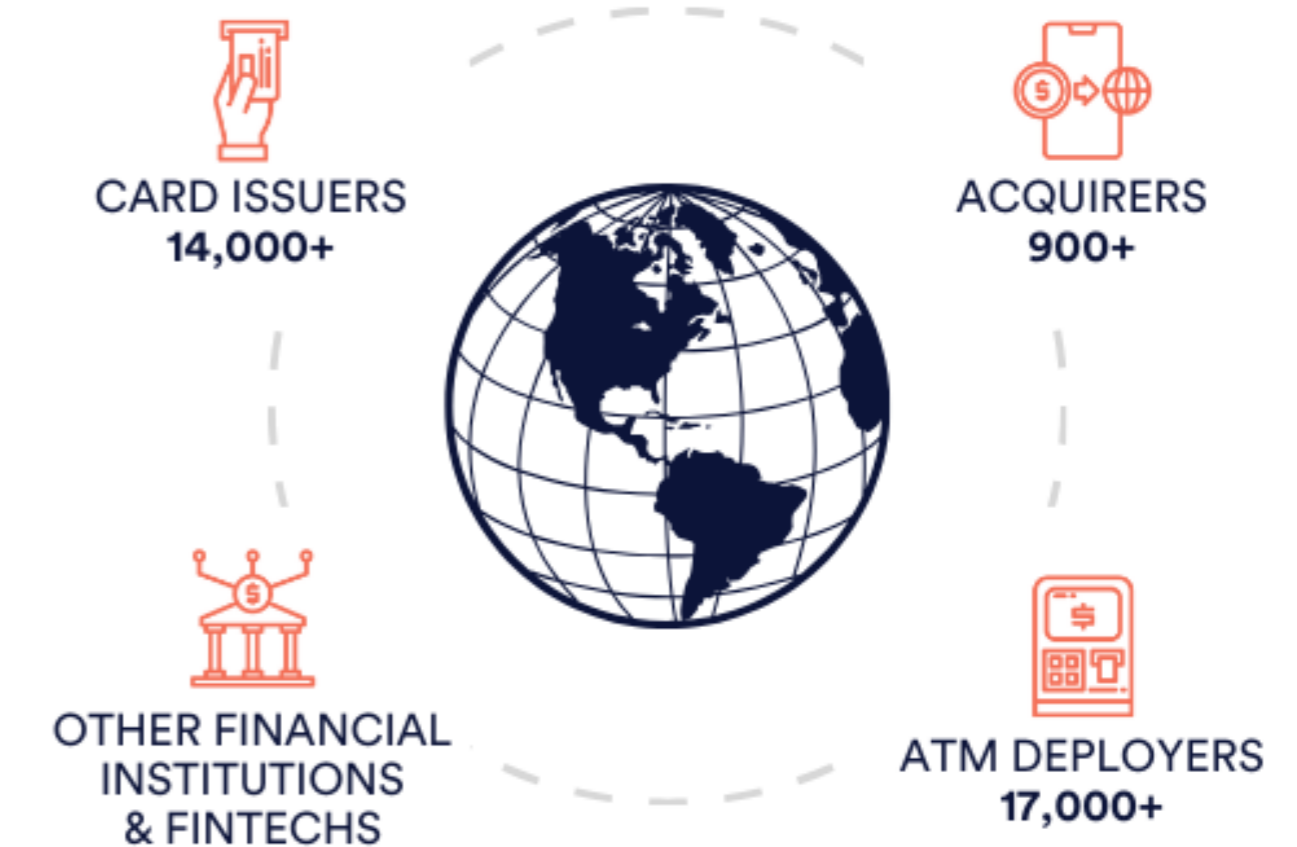 CARD ISSUERS
14,000+
ACQUIRERS
900+
OTHER FINANCIAL
INSTITUTIONS
& FINTECHS
ATM DEPLOYERS
17,000+